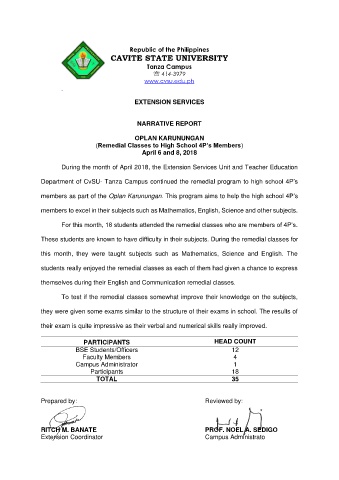 Republic of the Philippines
CAVITE STATE UNIVERSITY
Tanza Campus
☏ 414-3979
www.cvsu.edu.ph
EXTENSION SERVICES
NARRATIVE REPORT
OPLAN KARUNUNGAN
(Remedial Classes to High School 4P's Members)
April 6 and 8, 2018
During the month of April 2018, the Extension Services Unit and Teacher Education
Department of CvSU- Tanza Campus continued the remedial program to high school 4P's
members as part of the Oplan Karunungan. This program aims to help the high school 4P's
members to excel in their subjects such as Mathematics, English, Science and other subjects.
For this month, 18 students attended the remedial classes who are members of 4P's.
These students are known to have difficulty in their subjects. During the remedial classes for
this month, they were taught subjects such as Mathematics, Science and English. The
students really enjoyed the remedial classes as each of them had given a chance to express
themselves during their English and Communication remedial classes.
To test if the remedial classes somewhat improve their knowledge on the subjects,
they were given some exams similar to the structure of their exams in school. The results of
their exam is quite impressive as their verbal and numerical skills really improved.
PARTICIPANTS HEAD COUNT
BSE Students/Officers 12
Faculty Members 4
Campus Administrator 1
Participants 18
TOTAL 35
Prepared by: Reviewed by:
RITCH M. BANATE PROF. NOEL A. SEDIGO
Extension Coordinator Campus Administrato